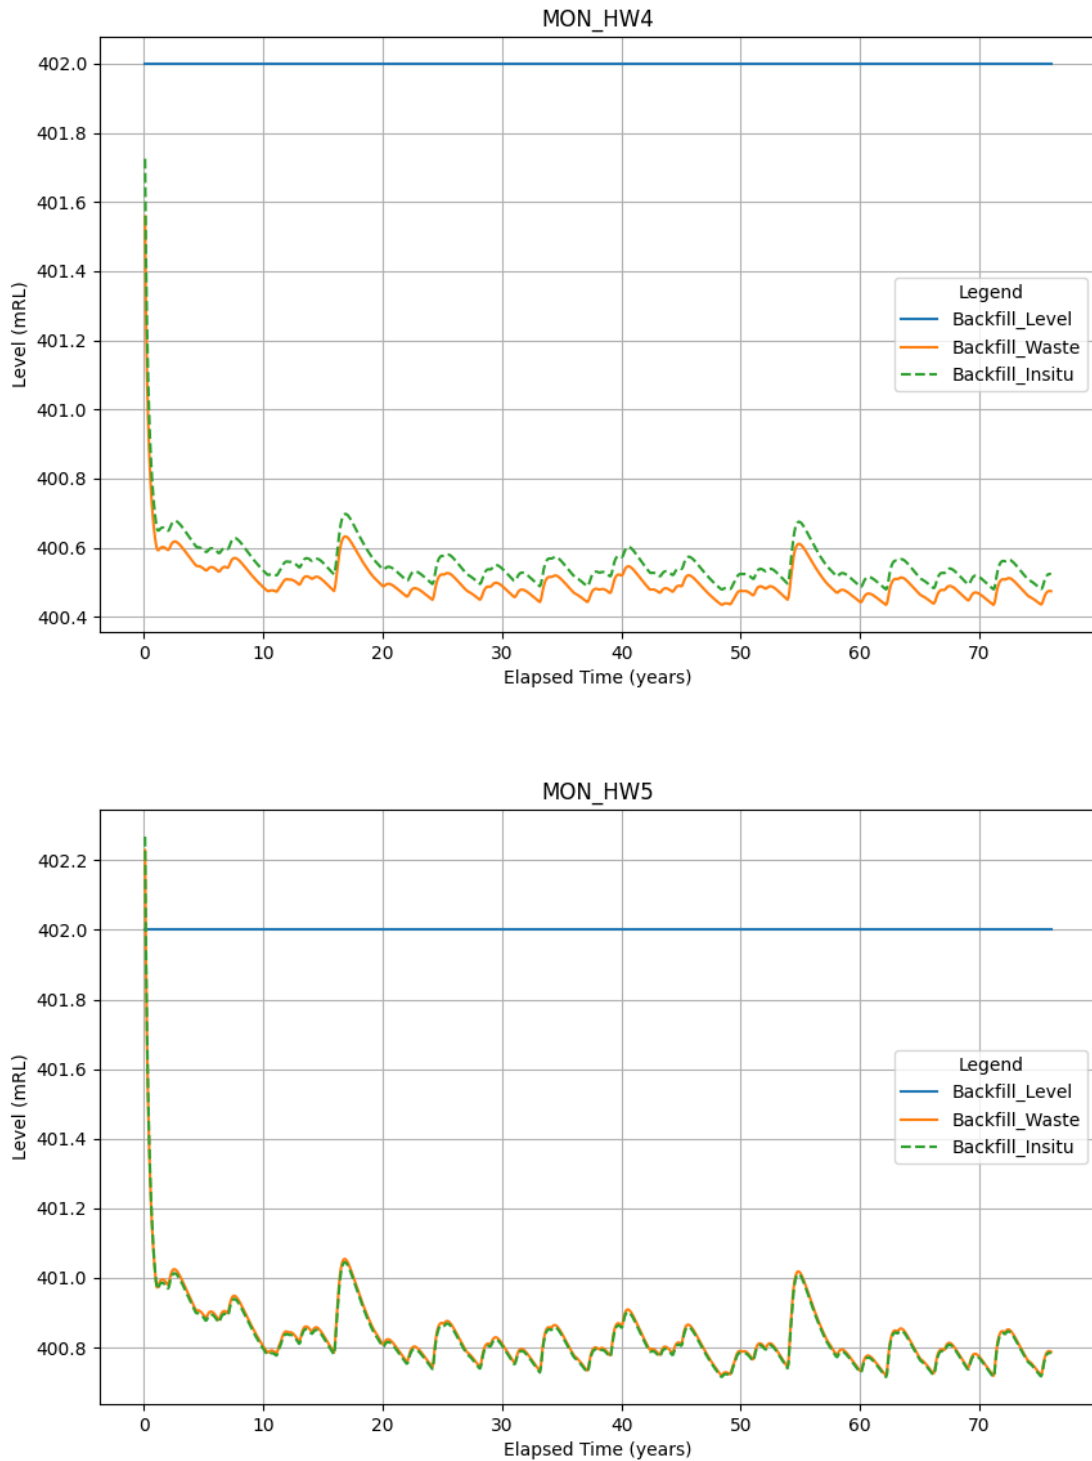 MON_HW4
402.0
401.8
401.6
401.4
401.2
401.0
400.8
400.6
400.4
Level (mRL)
Legend
Backfill_Level
Backfill_Waste
Backfill_Insitu
0 10 20 30 40 50 60 70
Elapsed Time (years)
MON_HW5
402.2
402.0
401.8
401.6
401.4
401.2
401.0
400.8
Level (mRL)
Legend
Backfill_Level
Backfill_Waste
Backfill_Insitu
0 10 20 30 40 50 60 70
Elapsed Time (years)